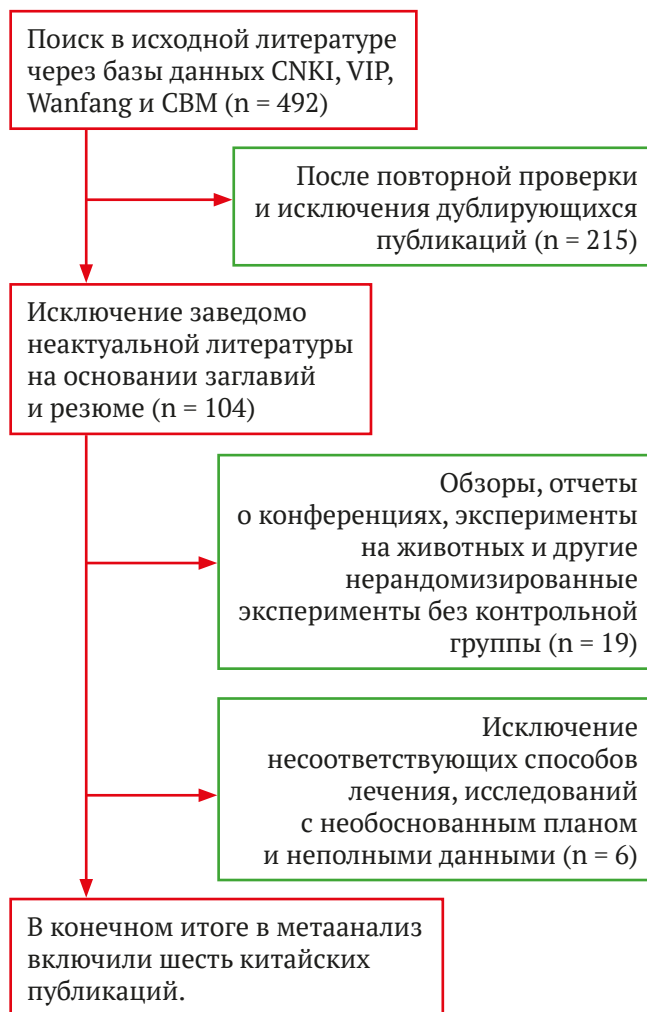 Поиск в исходной литературе
через базы данных CNKI, VIP,
Wanfang и CBM (n = 492)
После повторной проверки
и исключения дублирующихся
публикаций (n = 215)
Исключение заведомо
неактуальной литературы
на основании заглавий
и резюме (n = 104)
Обзоры, отчеты
о конференциях, эксперименты
на животных и другие
нерандомизированные
эксперименты без контрольной
группы (n = 19)
Исключение
несоответствующих способов
лечения, исследований
с необоснованным планом
и неполными данными (n = 6)
В конечном итоге в метаанализ
включили шесть китайских
публикаций.